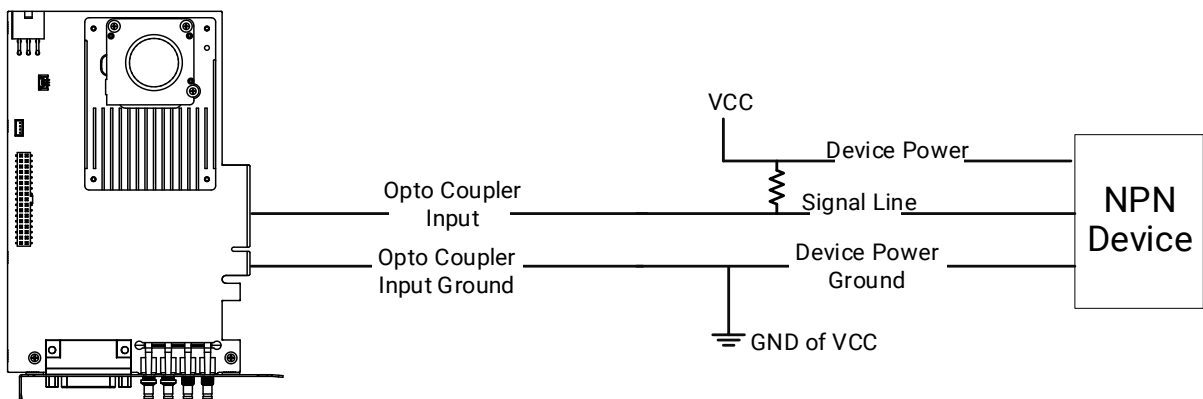 VCC
Device Power
Opto Coupler
Input
Signal Line
NPN
Device
Opto Coupler
Input Ground
Device Power
Ground
GND of VCC